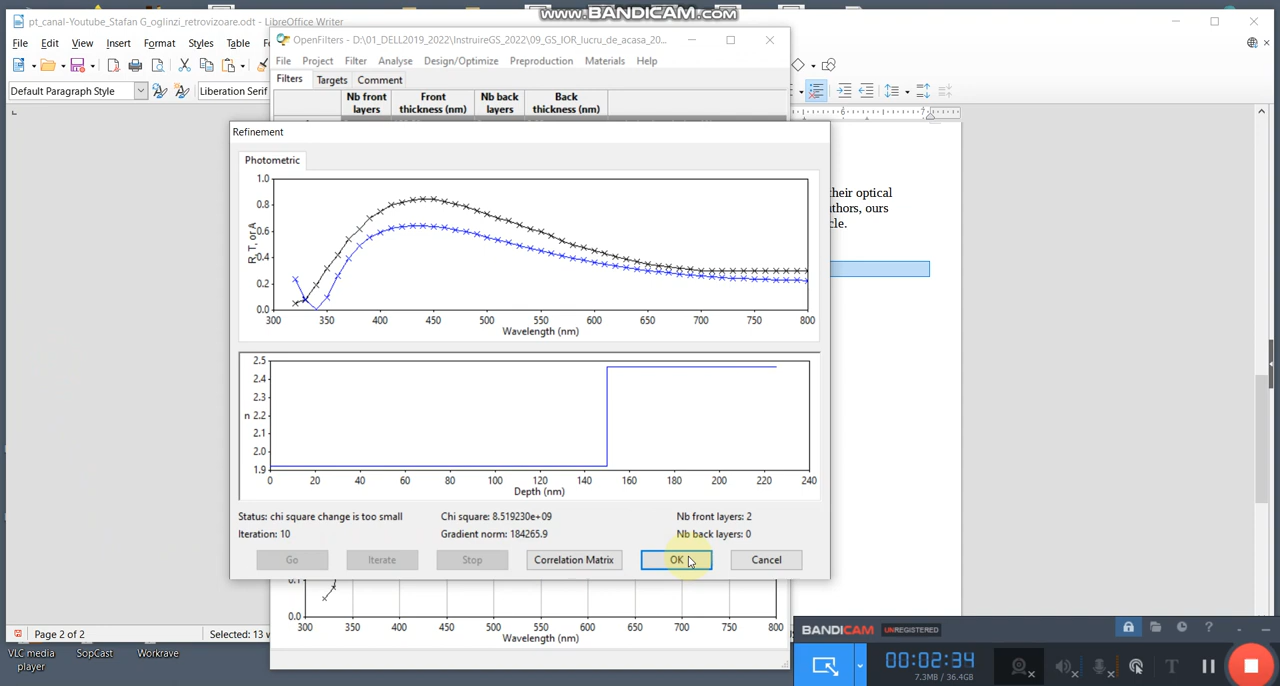 www.BANDICAM.com
pt_canal-Youtube_Stafan G_oglinzi_retrovizoare.odt - LibreOffice Writer
File Edit View Insert Format Styles Table
Default Paragraph Style
Liberation Serif
OpenFilters - D:\01_DELL2019_2022\InstruireGS_2022\09_GS_IOR_lucru_de_acasa_20...
File Project Filter Analyse Design/Optimize Preproduction Materials Help
Filters Targets Comment
Nb front layers
Front thickness (nm)
Nb back layers
Back thickness (nm)
6 7
heir optical
thors, ours
cle.
Refinement
Photometric
R, T, or A
1.0
0.8
0.6
0.4
0.2
0.0
300 350 400 450 500 550 600 650 700 750 800
Wavelength (nm)
n
2.5
2.4
2.3
2.2
2.1
2.0
1.9
0 20 40 60 80 100 120 140 160 180 200 220 240
Depth (nm)
Status: chi square change is too small Chi square: 8.519230e+09 Nb front layers: 2
Iteration: 10 Gradient norm: 184265.9 Nb back layers: 0
Go Iterate Stop Correlation Matrix OK Cancel
0.1
0.0
300 350 400 450 500 550 600 650 700 750 800
Wavelength (nm)
Page 2 of 2 Selected: 13 w
VLC media player
SopCast
Workrave
BANDICAM UNREGISTERED
00:02:34
7.3MB / 36.4GB